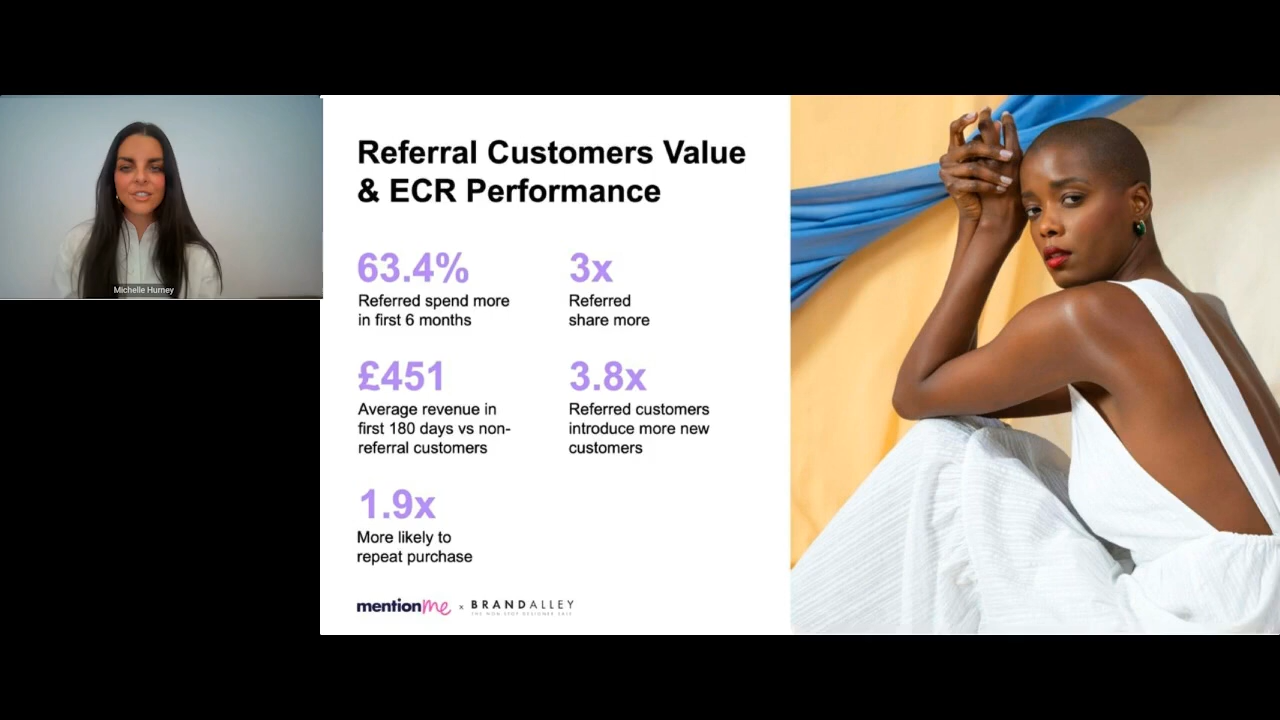 Michelle Hurney
Referral Customers Value
& ECR Performance
63.4%
Referred spend more
in first 6 months
3x
Referred
share more
£451
Average revenue in
first 180 days vs non-
referral customers
3.8x
Referred customers
introduce more new
customers
1.9x
More likely to
repeat purchase
mentionme x BRANDALLEY